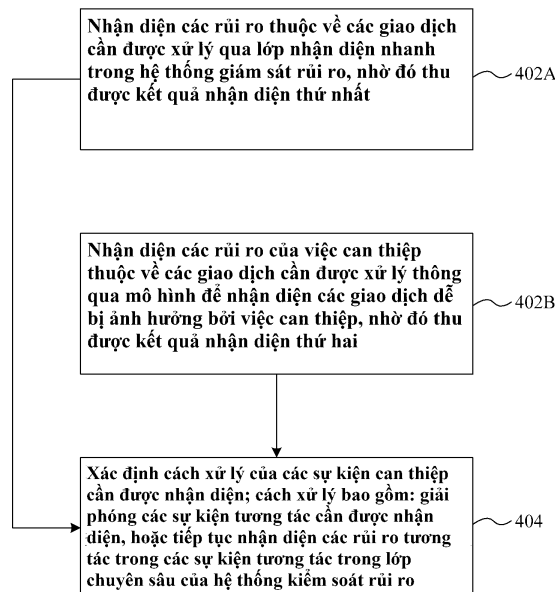 Nhận diện các rủi ro thuộc về các giao dịch
cần được xử lý qua lớp nhận diện nhanh
trong hệ thống giám sát rủi ro, nhờ đó thu
được kết quả nhận diện thứ nhất
402A
Nhận diện các rủi ro của việc can thiệp
thuộc về các giao dịch cần được xử lý thông
qua mô hình để nhận diện các giao dịch dễ
bị ảnh hưởng bởi việc can thiệp, nhờ đó thu
được kết quả nhận diện thứ hai
402B
Xác định cách xử lý của các sự kiện can thiệp
cần được nhận diện; cách xử lý bao gồm: giải
phóng các sự kiện tương tác cần được nhận
diện, hoặc tiếp tục nhận diện các rủi ro tương
tác trong các sự kiện tương tác trong lớp
chuyên sâu của hệ thống kiểm soát rủi ro
404